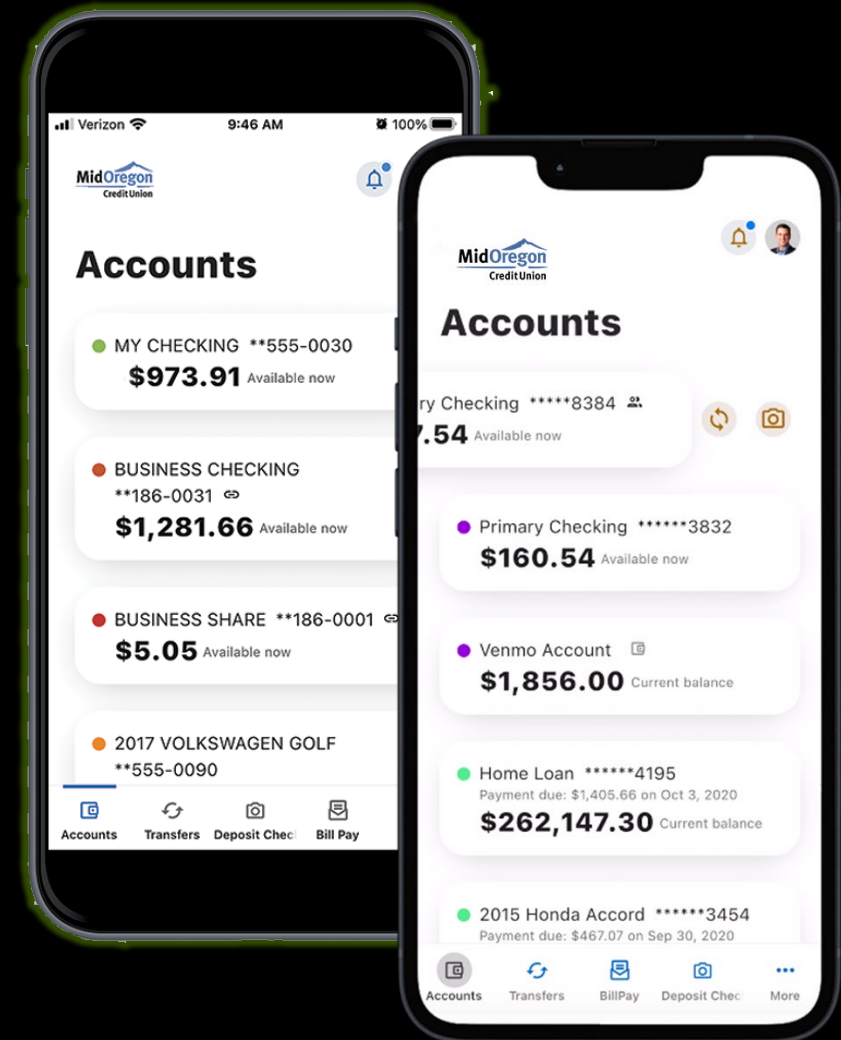 Verizon 9:46 AM 100%
MidOregon
Credit Union
Accounts
MY CHECKING **555-0030
$973.91 Available now
BUSINESS CHECKING
**186-0031
$1,281.66 Available now
BUSINESS SHARE **186-0001
$5.05 Available now
2017 VOLKSWAGEN GOLF
**555-0090
Accounts Transfers Deposit Chec Bill Pay
MidOregon
Credit Union
Accounts
ry Checking *****8384
7.54 Available now
Primary Checking ******3832
$160.54 Available now
Venmo Account
$1,856.00 Current balance
Home Loan ******4195
Payment due: $1,405.66 on Oct 3, 2020
$262,147.30 Current balance
2015 Honda Accord ******3454
Payment due: $467.07 on Sep 30, 2020
Accounts Transfers BillPay Deposit Chec More